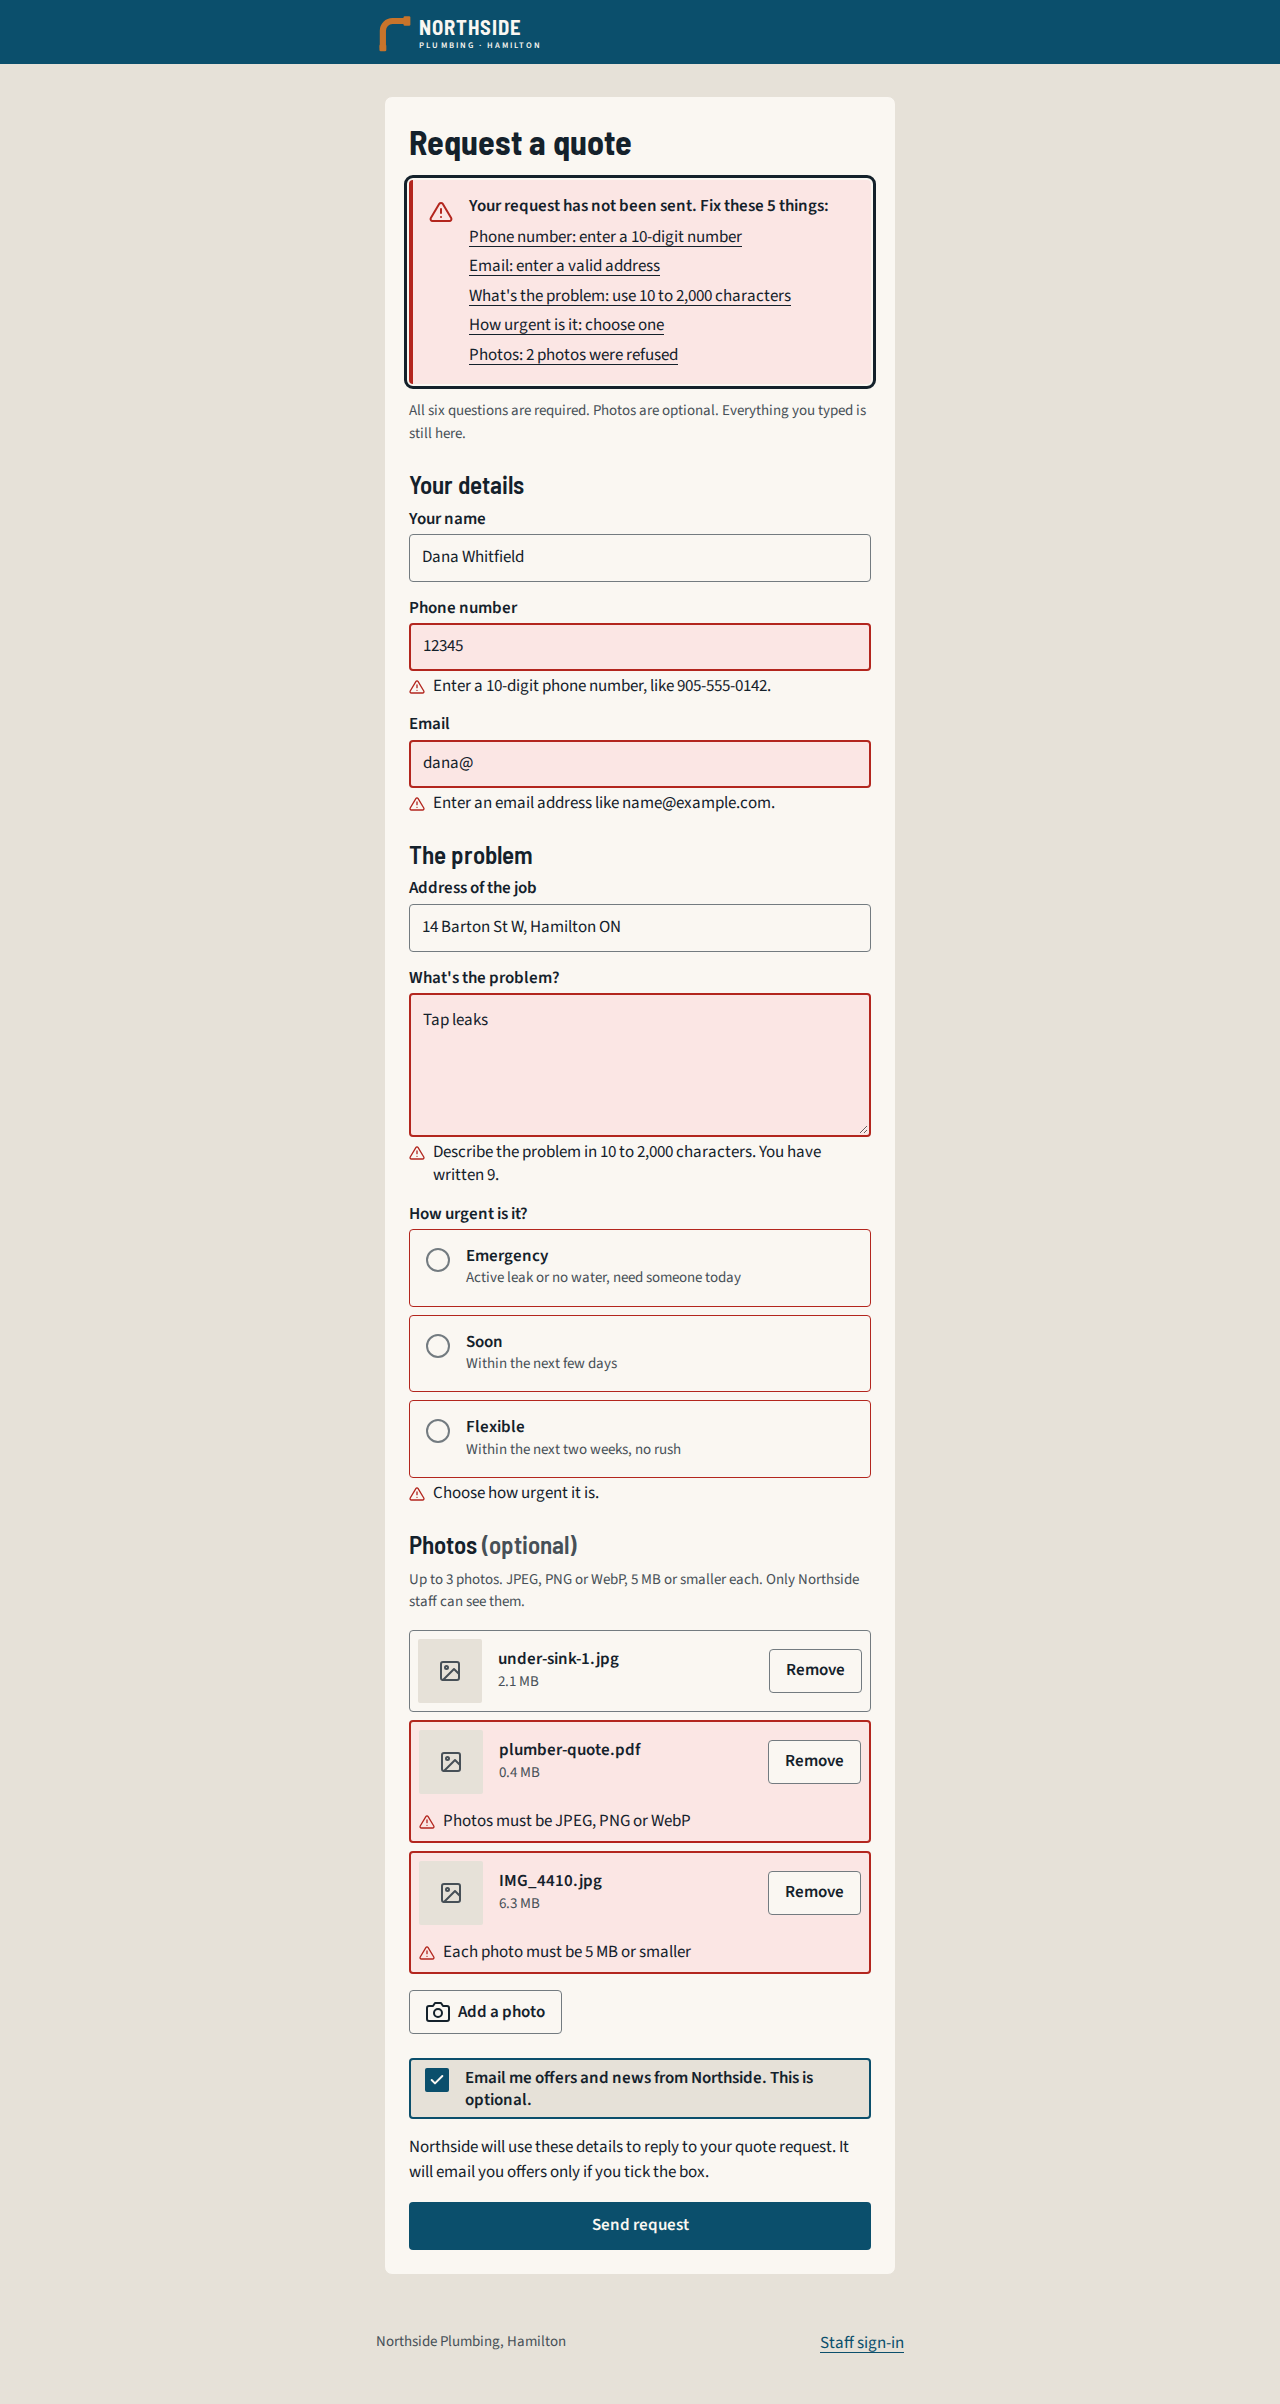 NORTHSIDE
PLUMBING · HAMILTON
Request a quote
Your request has not been sent. Fix these 5 things:
Phone number: enter a 10-digit number
Email: enter a valid address
What's the problem: use 10 to 2,000 characters
How urgent is it: choose one
Photos: 2 photos were refused
All six questions are required. Photos are optional. Everything you typed is
still here.
Your details
Your name
Dana Whitfield
Phone number
12345
Enter a 10-digit phone number, like 905-555-0142.
Email
dana@
Enter an email address like name@example.com.
The problem
Address of the job
14 Barton St W, Hamilton ON
What's the problem?
Tap leaks
Describe the problem in 10 to 2,000 characters. You have
written 9.
How urgent is it?
Emergency
Active leak or no water, need someone today
Soon
Within the next few days
Flexible
Within the next two weeks, no rush
Choose how urgent it is.
Photos (optional)
Up to 3 photos. JPEG, PNG or WebP, 5 MB or smaller each. Only Northside
staff can see them.
under-sink-1.jpg
2.1 MB
Remove
plumber-quote.pdf
0.4 MB
Remove
Photos must be JPEG, PNG or WebP
IMG_4410.jpg
6.3 MB
Remove
Each photo must be 5 MB or smaller
Add a photo
Email me offers and news from Northside. This is
optional.
Northside will use these details to reply to your quote request. It
will email you offers only if you tick the box.
Send request
Northside Plumbing, Hamilton
Staff sign-in